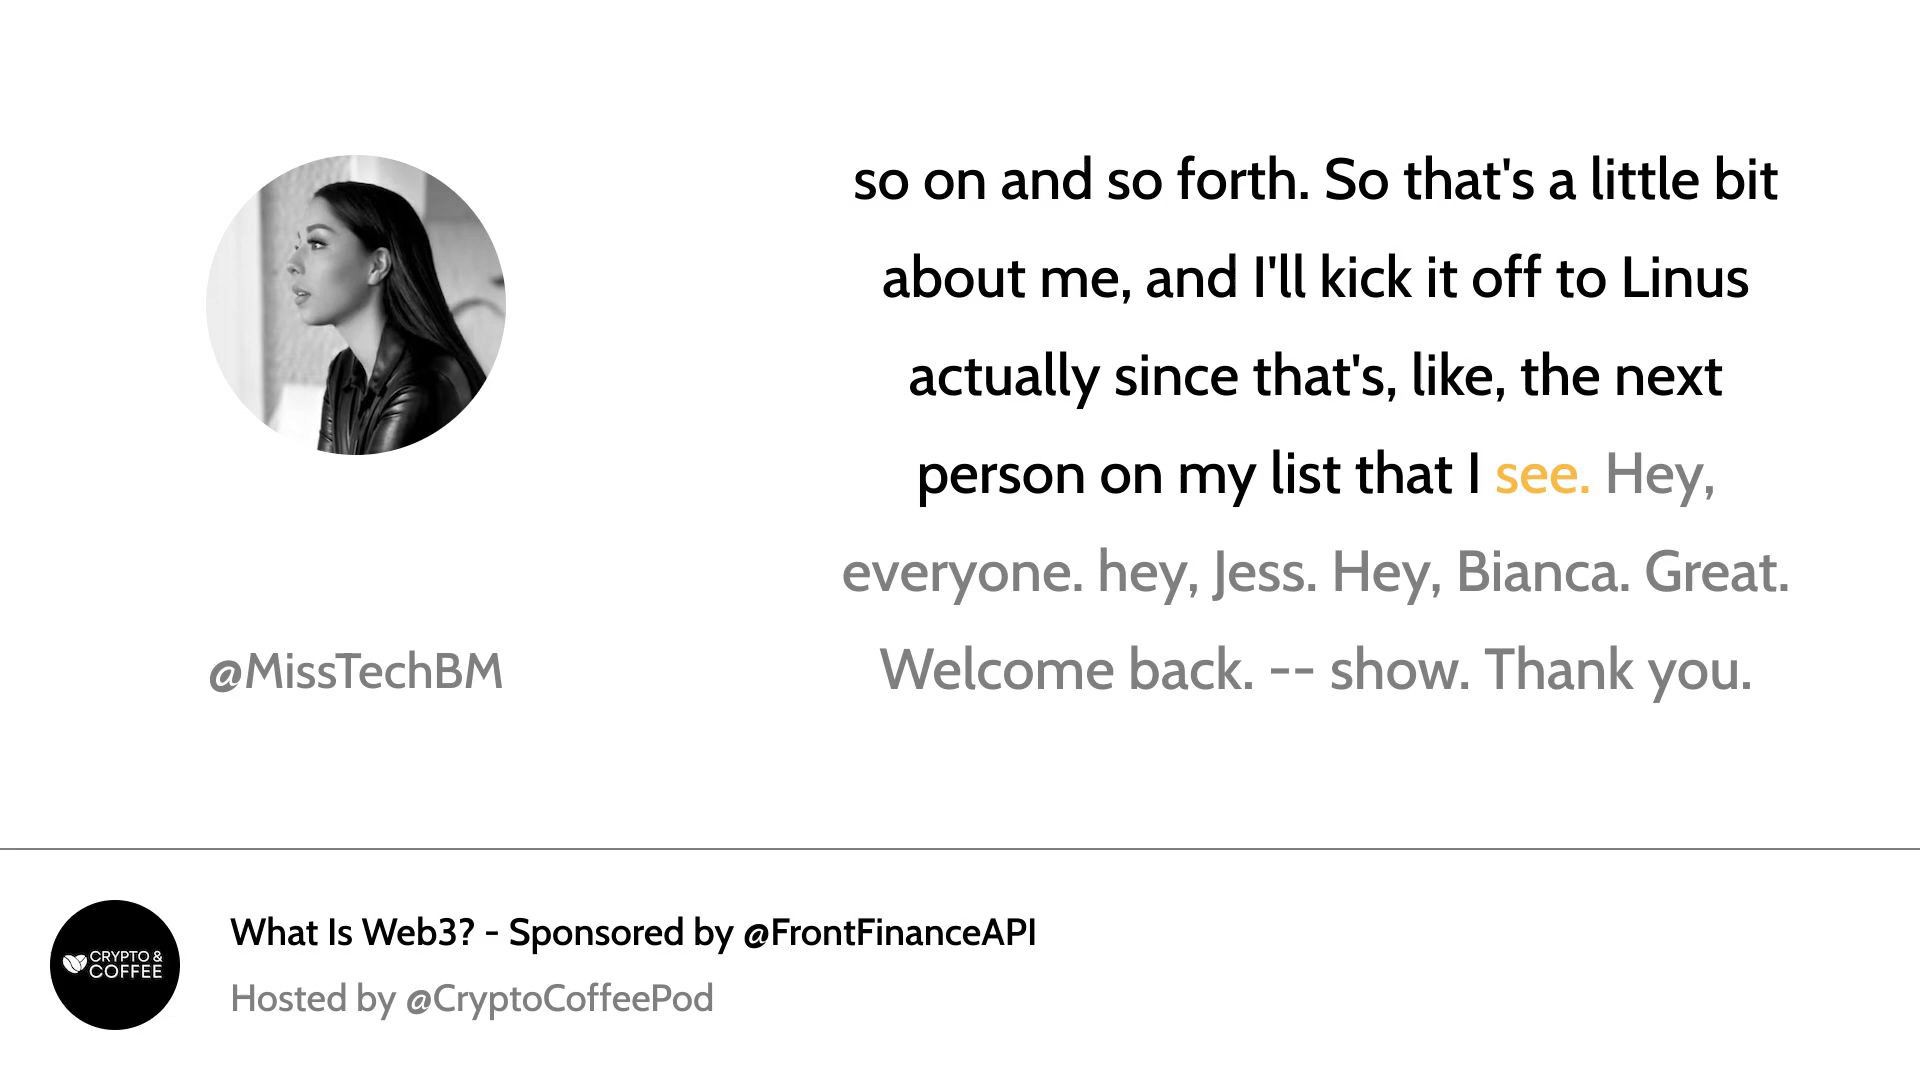 so on and so forth. So that's a little bit
about me, and I'll kick it off to Linus
actually since that's, like, the next
person on my list that I see. Hey,
everyone. hey, Jess. Hey, Bianca. Great.
Welcome back. -- show. Thank you.
@MissTechBM
CRYPTO &
COFFEE
What Is Web3? - Sponsored by @FrontFinanceAPI
Hosted by @CryptoCoffeePod